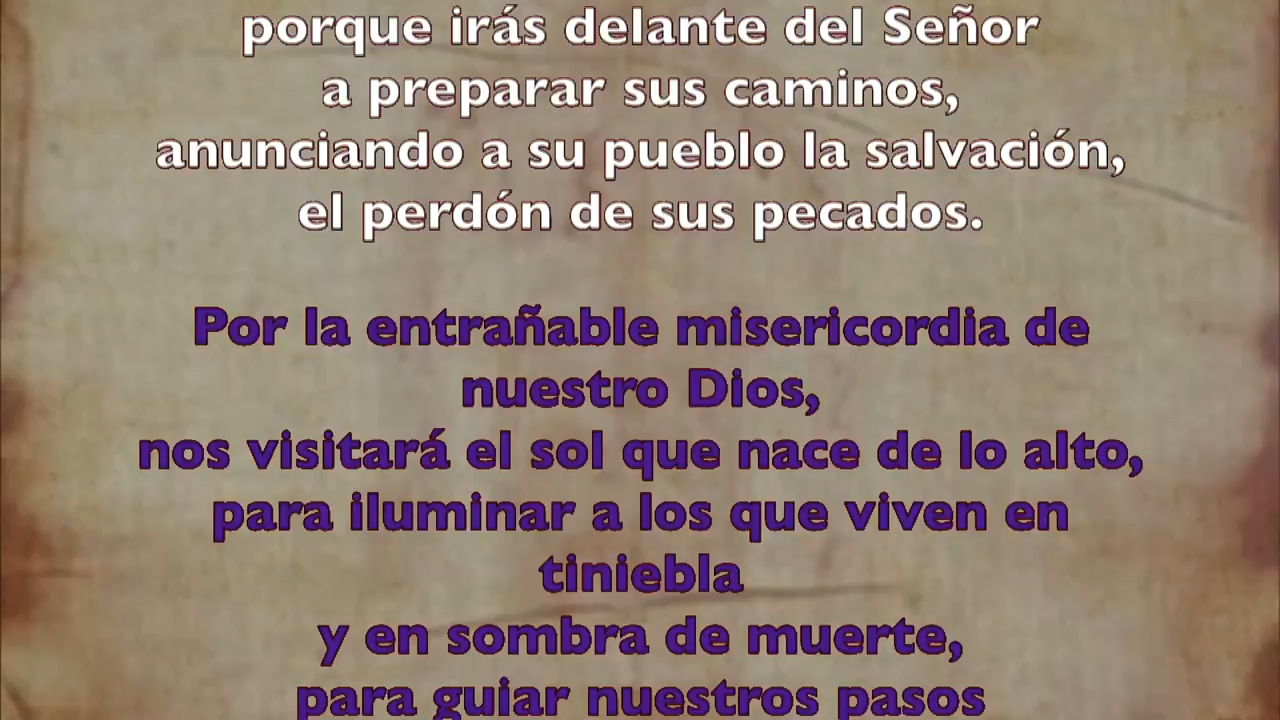 porque irás delante del Señor
a preparar sus caminos,
anunciando a su pueblo la salvación,
el perdón de sus pecados.
Por la entrañable misericordia de
nuestro Dios,
nos visitará el sol que nace de lo alto,
para iluminar a los que viven en
tiniebla
y en sombra de muerte,
para guiar nuestros pasos